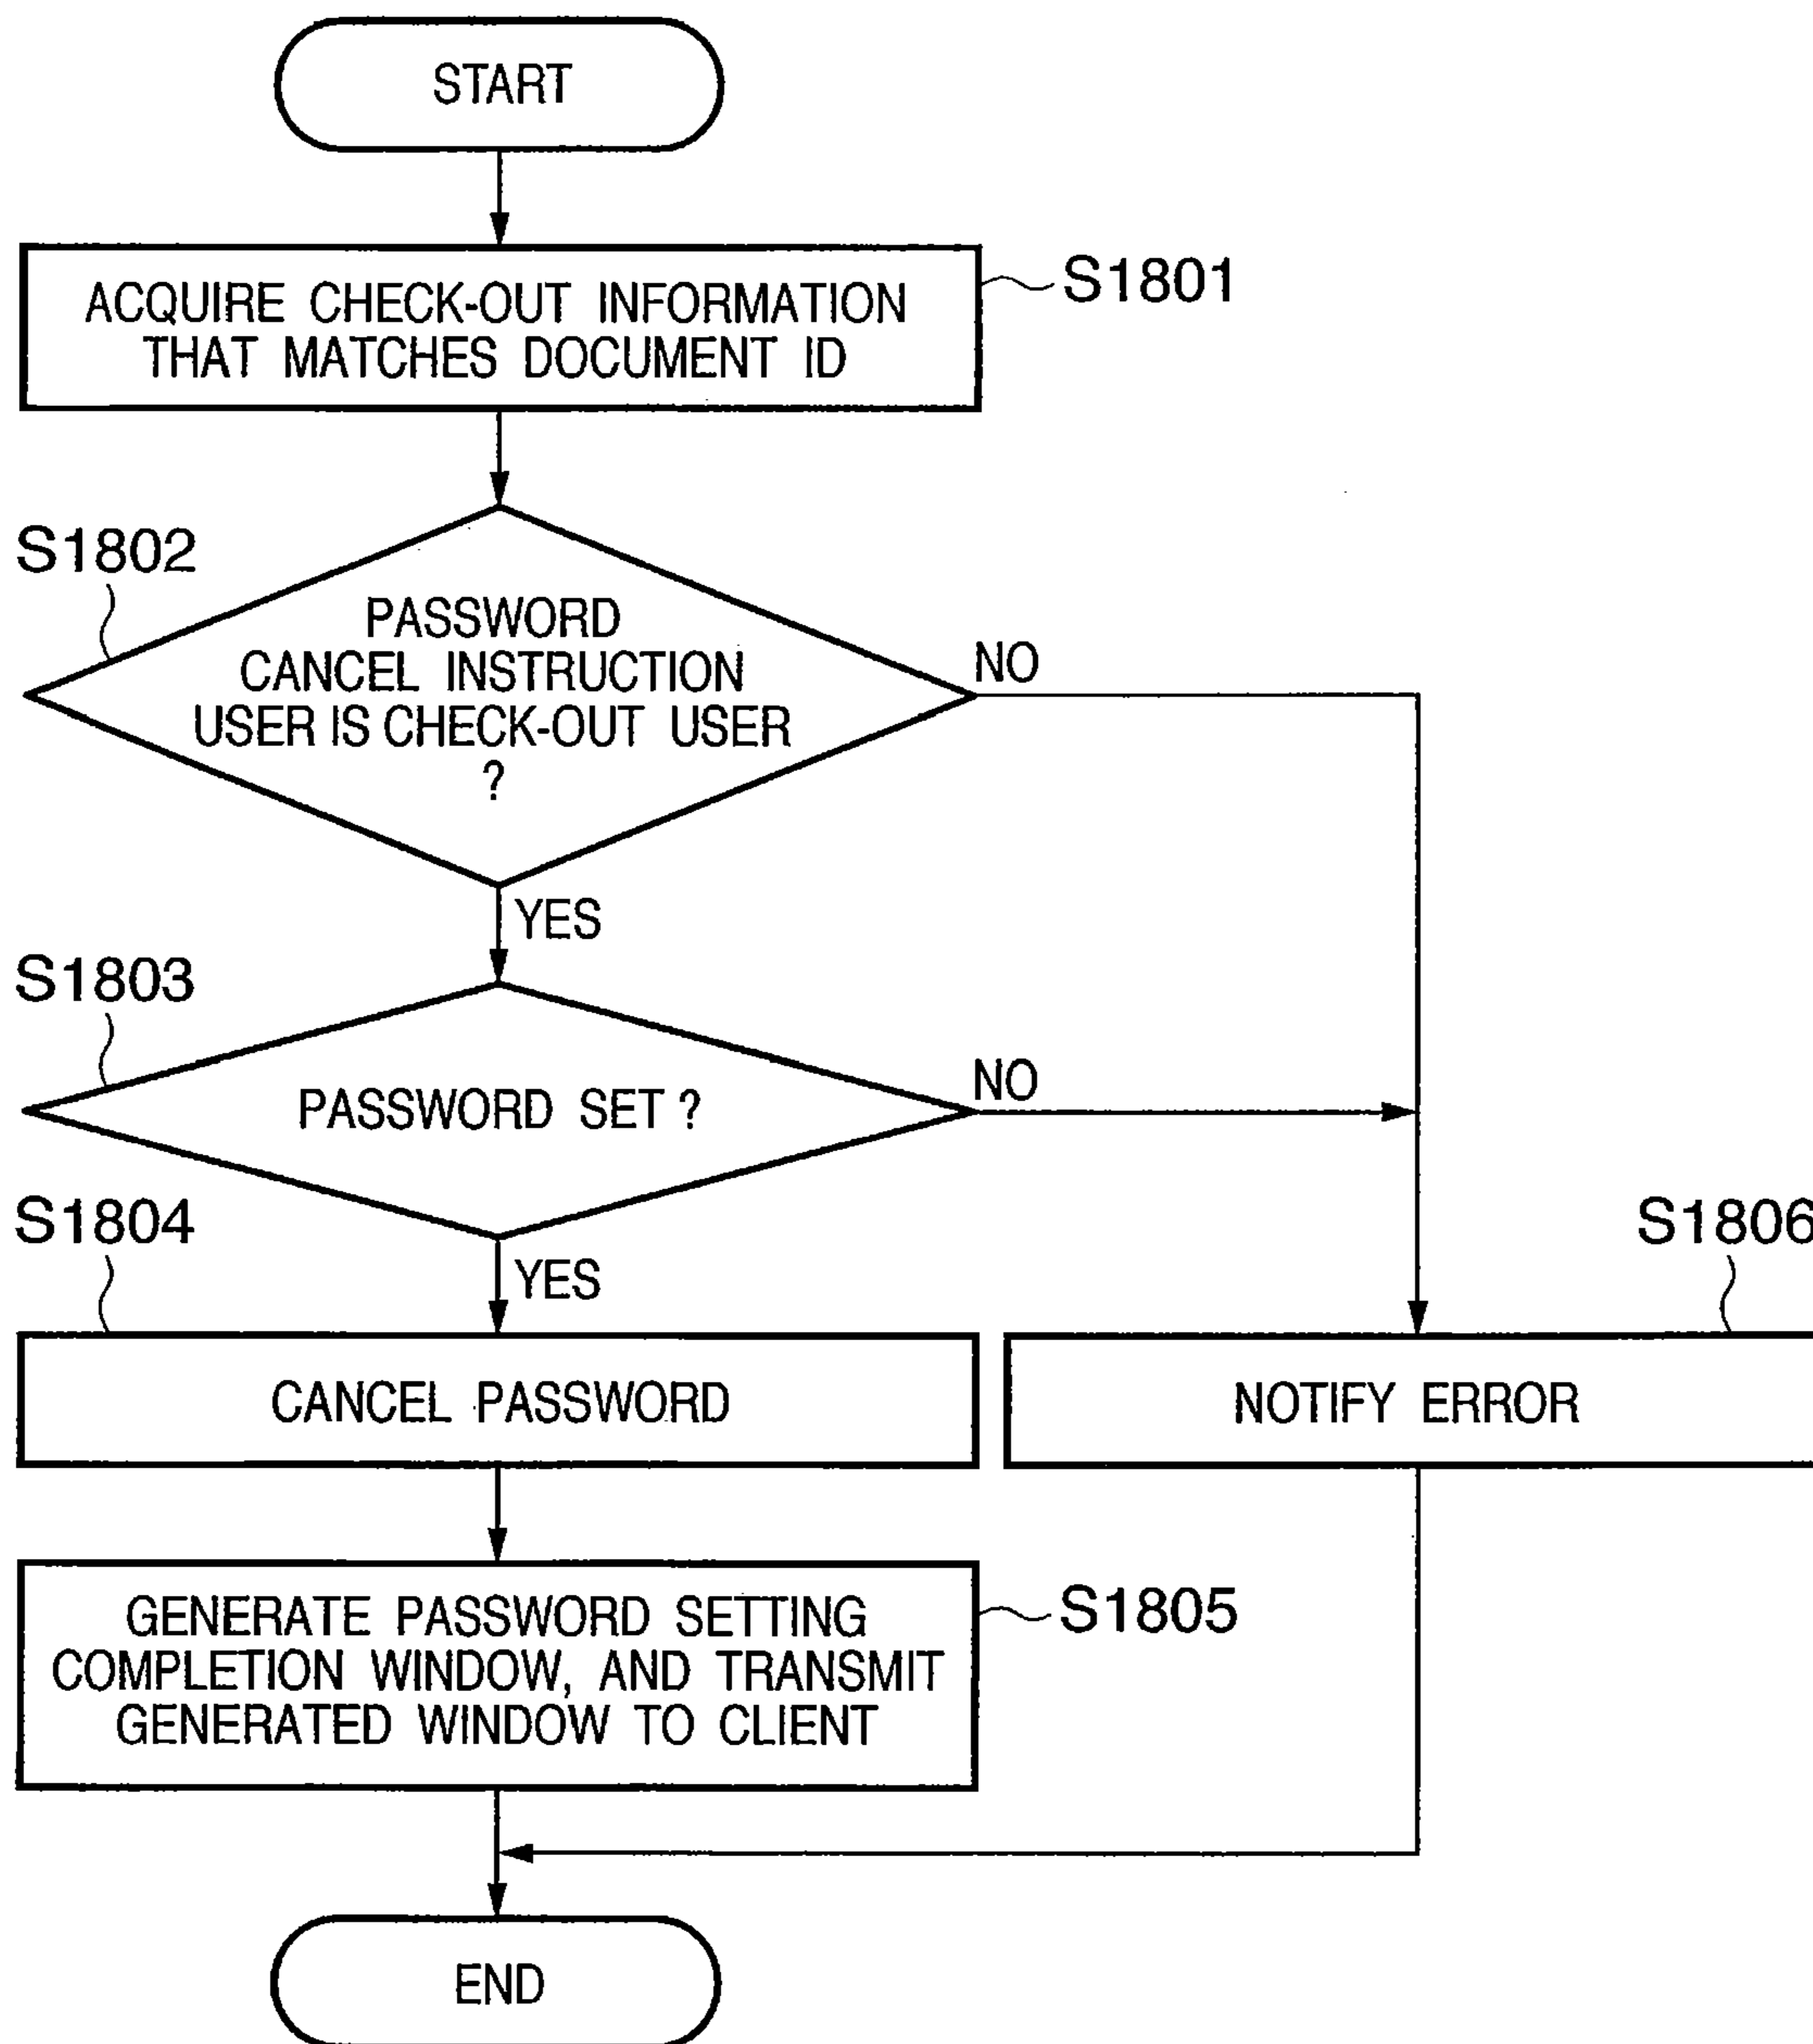 START
ACQUIRE CHECK-OUT INFORMATION
THAT MATCHES DOCUMENT ID
S1801
S1802
PASSWORD
CANCEL INSTRUCTION
USER IS CHECK-OUT USER
?
NO
YES
S1803
PASSWORD SET ?
NO
YES
S1804
CANCEL PASSWORD
S1806
NOTIFY ERROR
GENERATE PASSWORD SETTING
COMPLETION WINDOW, AND TRANSMIT
GENERATED WINDOW TO CLIENT
S1805
END